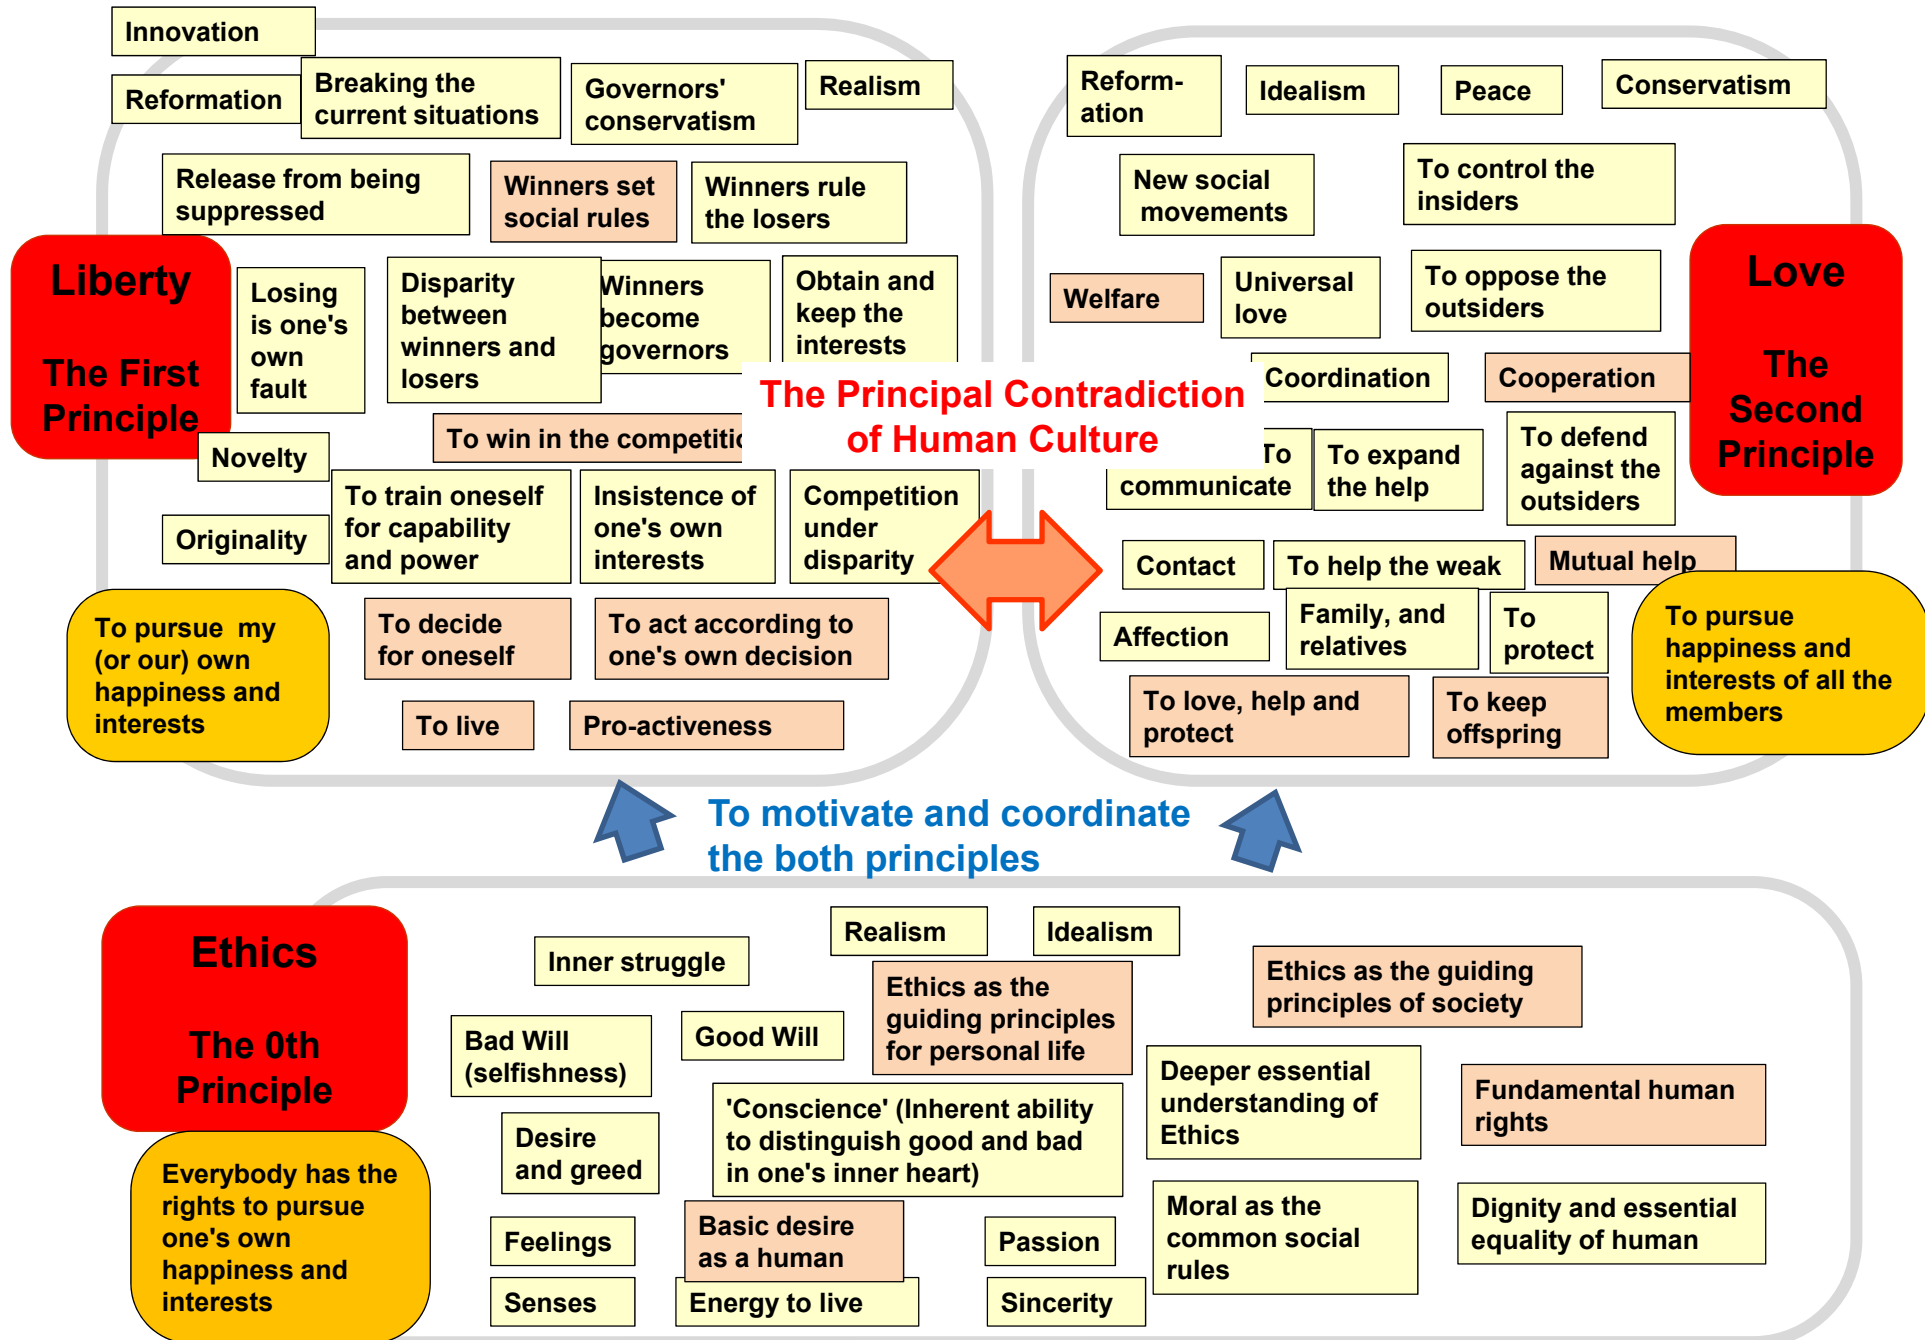 Innovation
Reformation
Breaking the
current situations
Governors'
conservatism
Realism
Release from being
suppressed
Winners set
social rules
Winners rule
the losers
Liberty
The First
Principle
Losing
is one's
own
fault
Disparity
between
winners and
losers
Winners
become
governors
Obtain and
keep the
interests
To win in the competitio
Novelty
Originality
To train oneself
for capability
and power
Insistence of
one's own
interests
Competition
under
disparity
To pursue  my
(or our) own
happiness and
interests
To decide
for oneself
To act according to
one's own decision
To live
Pro-activeness
The Principal Contradiction
of Human Culture
Reform-
ation
Idealism
Peace
Conservatism
New social
movements
To control the
insiders
Welfare
Universal
love
To oppose the
outsiders
Love
The
Second
Principle
Coordination
Cooperation
To
communicate
To expand
the help
To defend
against the
outsiders
Contact
To help the weak
Mutual help
Affection
Family, and
relatives
To
protect
To love, help and
protect
To keep
offspring
To pursue
happiness and
interests of all the
members
To motivate and coordinate
the both principles
Ethics
The 0th
Principle
Everybody has the
rights to pursue
one's own
happiness and
interests
Inner struggle
Realism
Idealism
Bad Will
(selfishness)
Good Will
Ethics as the
guiding principles
for personal life
Ethics as the guiding
principles of society
Desire
and greed
'Conscience' (Inherent ability
to distinguish good and bad
in one's inner heart)
Deeper essential
understanding of
Ethics
Fundamental human
rights
Feelings
Basic desire
as a human
Passion
Moral as the
common social
rules
Dignity and essential
equality of human
Senses
Energy to live
Sincerity